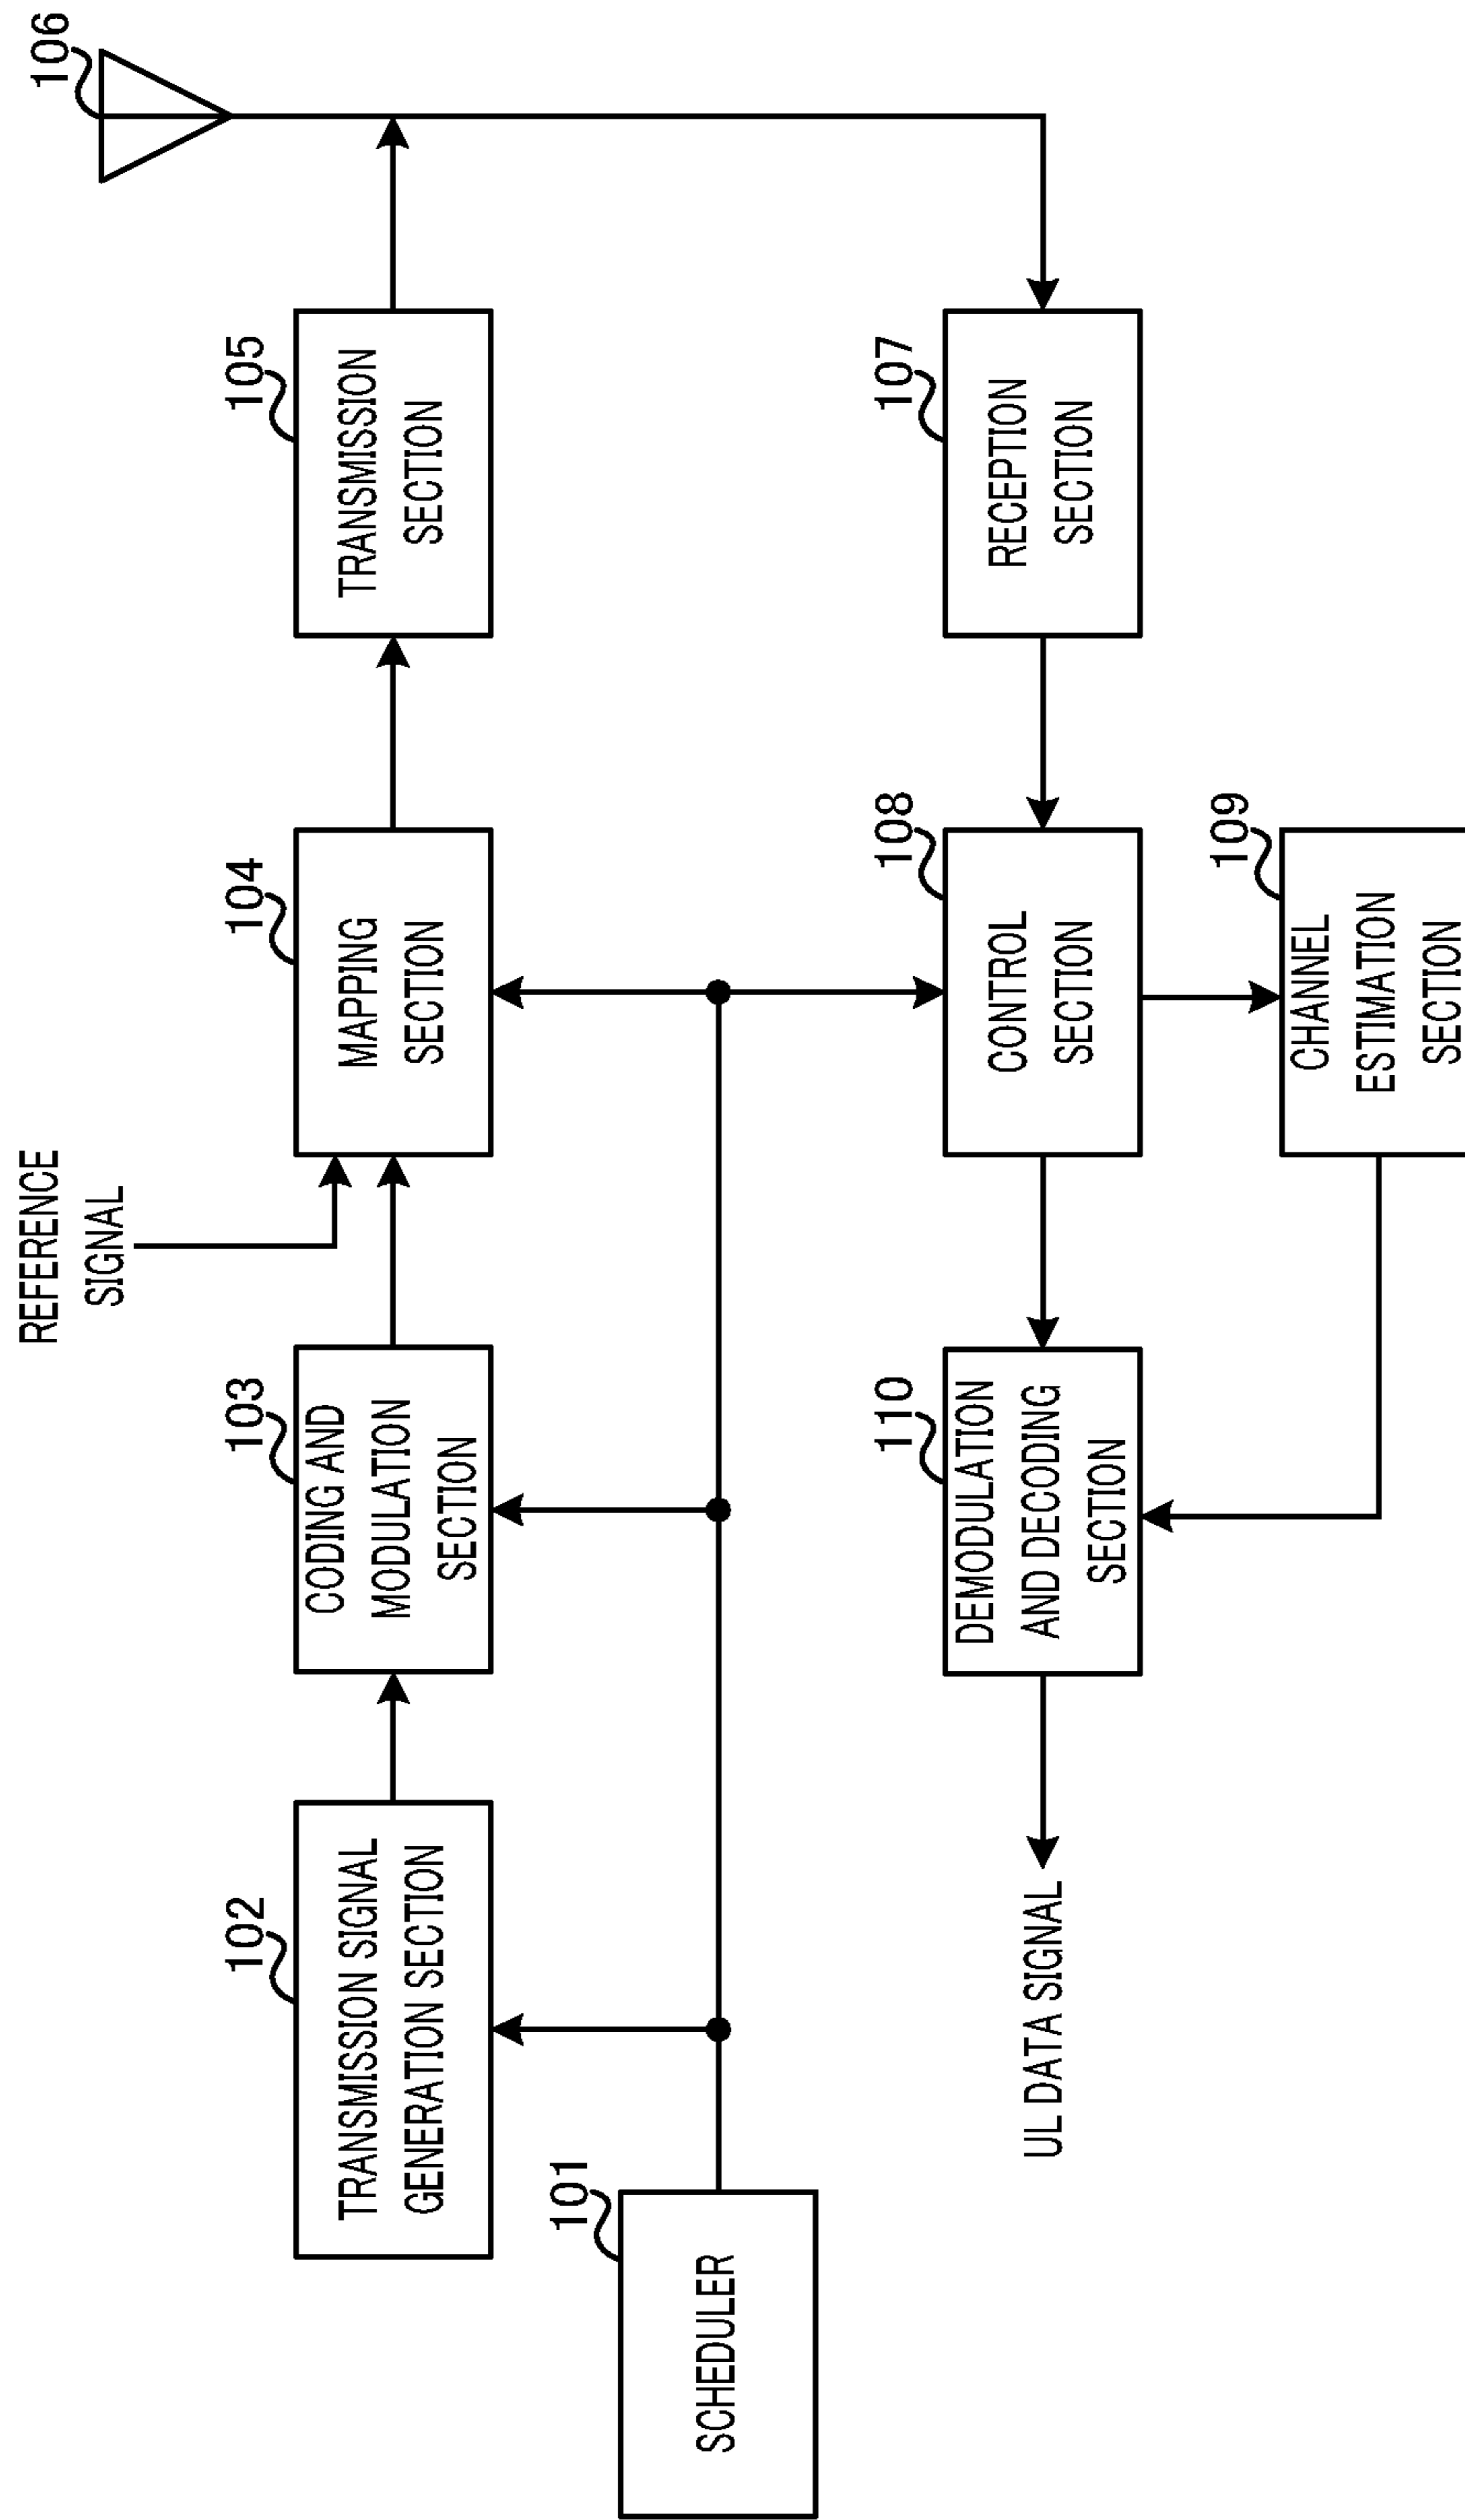 REFERENCE
SIGNAL
102
TRANSMISSION SIGNAL
GENERATION SECTION
103
CODING AND
MODULATION
SECTION
104
MAPPING
SECTION
105
TRANSMISSION
SECTION
106
101
SCHEDULER
UL DATA SIGNAL
110
DEMODULATION
AND DECODING
SECTION
108
CONTROL
SECTION
107
RECEPTION
SECTION
109
CHANNEL
ESTIMATION
SECTION